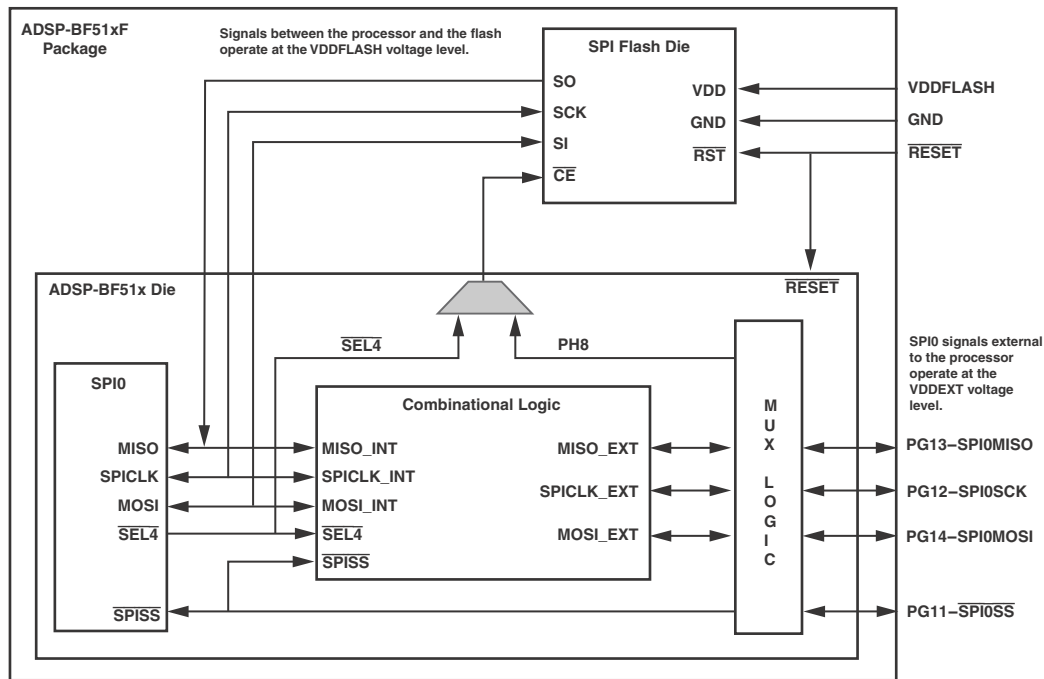 ADSP-BF51xF
Package
Signals between the processor and the flash
operate at the VDDFLASH voltage level.
SPI Flash Die
SO
SCK
SI
CE
VDD
GND
RST
VDDFLASH
GND
RESET
ADSP-BF51x Die
RESET
SEL4
PH8
SPI0 signals external
to the processor
operate at the
VDDEXT voltage
level.
SPI0
MISO
SPICLK
MOSI
SEL4
SPISS
Combinational Logic
MISO_INT
SPICLK_INT
MOSI_INT
SEL4
SPISS
MISO_EXT
SPICLK_EXT
MOSI_EXT
MUX LOGIC
PG13–SPI0MISO
PG12–SPI0SCK
PG14–SPI0MOSI
PG11–SPI0SS